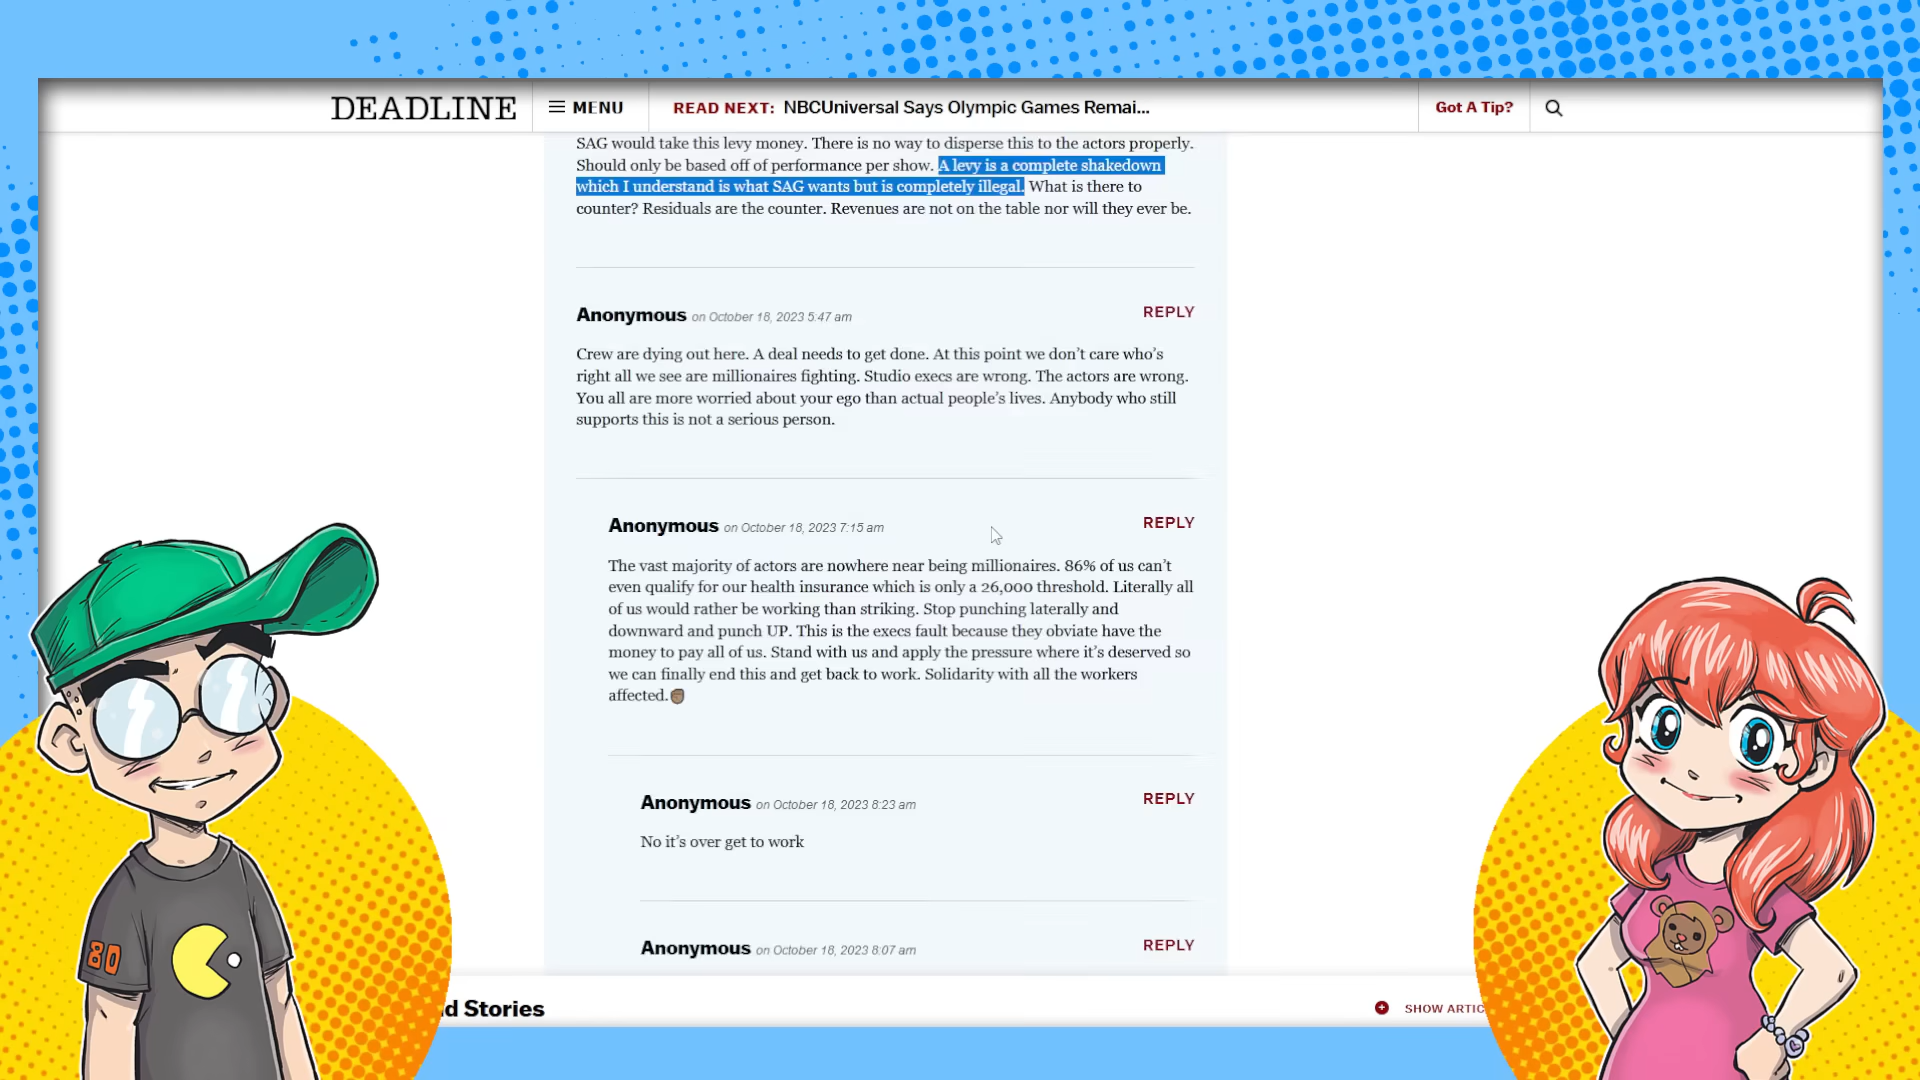 DEADLINE
MENU
READ NEXT: NBCUniversal Says Olympic Games Remai...
Got A Tip?
SAG would take this levy money. There is no way to disperse this to the actors properly.
Should only be based off of performance per show. A levy is a complete shakedown
which I understand is what SAG wants but is completely illegal. What is there to
counter? Residuals are the counter. Revenues are not on the table nor will they ever be.
Anonymous on October 18, 2023 5:47 am
REPLY
Crew are dying out here. A deal needs to get done. At this point we don't care who's
right all we see are millionaires fighting. Studio execs are wrong. The actors are wrong.
You all are more worried about your ego than actual people's lives. Anybody who still
supports this is not a serious person.
Anonymous on October 18, 2023 7:15 am
REPLY
The vast majority of actors are nowhere near being millionaires. 86% of us can't
even qualify for our health insurance which is only a 26,000 threshold. Literally all
of us would rather be working than striking. Stop punching laterally and
downward and punch UP. This is the execs fault because they obviate have the
money to pay all of us. Stand with us and apply the pressure where it's deserved so
we can finally end this and get back to work. Solidarity with all the workers
affected.
Anonymous on October 18, 2023 8:23 am
REPLY
No it's over get to work
Anonymous on October 18, 2023 8:07 am
REPLY
80
d Stories
SHOW ARTIC